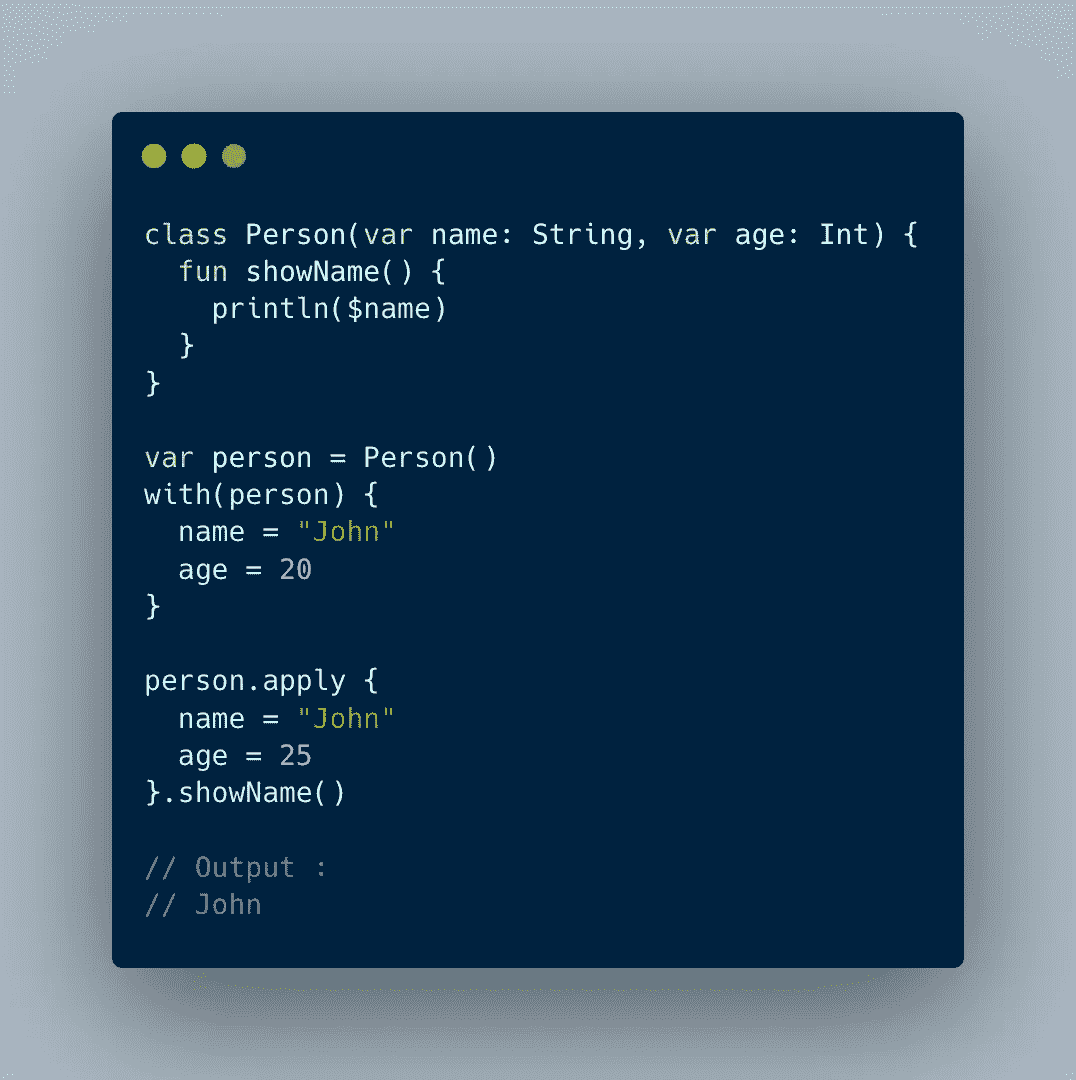 class Person(var name: String, var age: Int) {
  fun showName() {
    println($name)
  }
}

var person = Person()
with(person) {
  name = "John"
  age = 20
}

person.apply {
  name = "John"
  age = 25
}.showName()

// Output :
// John